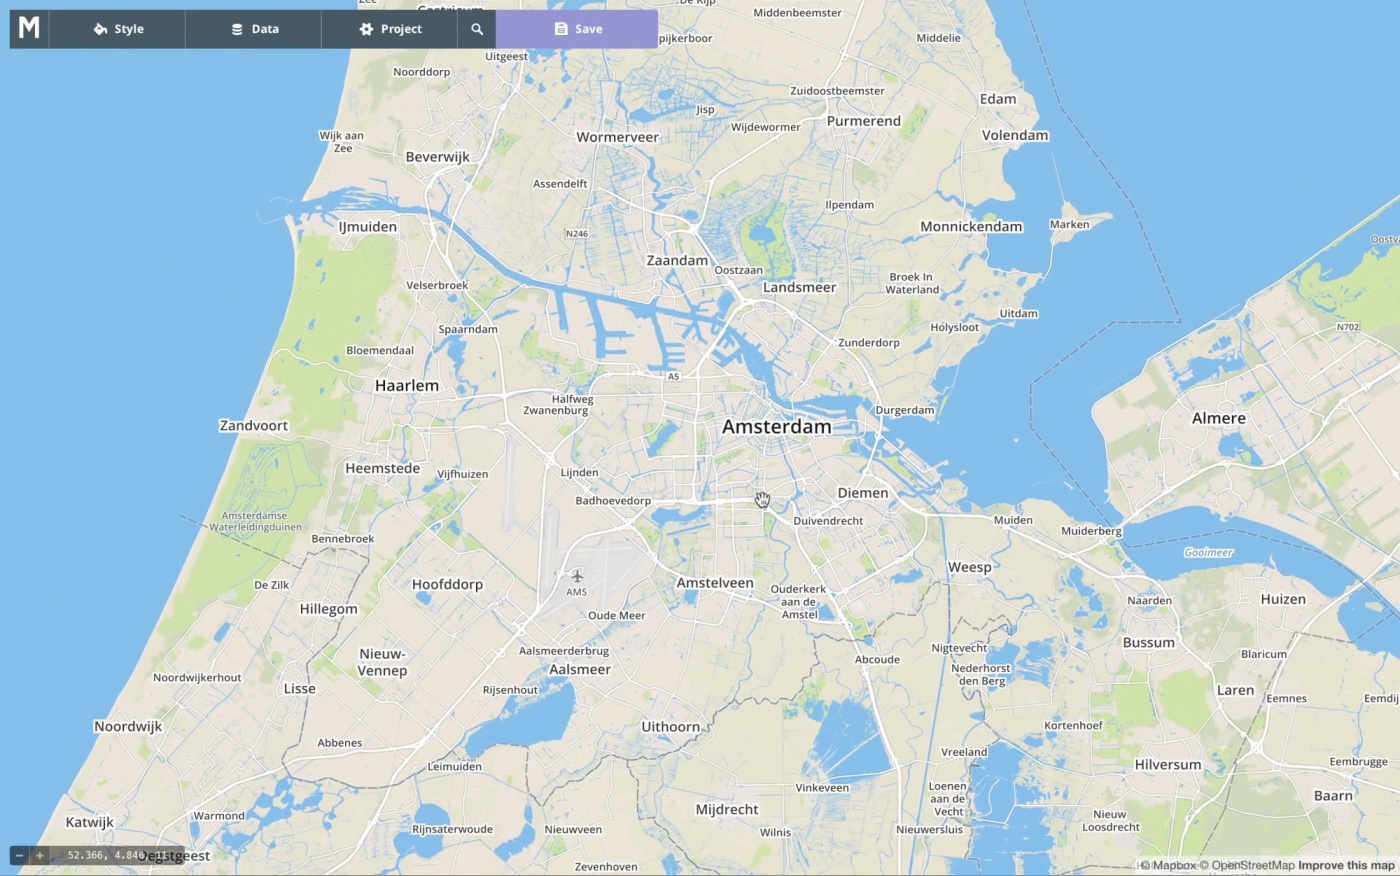 De Rijp
Middenbeemster
M
Style
Data
Project
Save
pijkerboor
Middelie
Uitgeest
Noorddorp
Zuidoostbeemster
Edam
Jisp
Wijdewormer
Purmerend
Volendam
Wijk aan
Zee
Wormerveer
Beverwijk
Assendelft
Ilpendam
IJmuiden
N246
Monnickendam
Marken
Zaandam
Oostzaan
Landsmeer
Broek In
Waterland
Velserbroek
Uitdam
Spaarndam
Holysloot
N702
Zunderdorp
Bloemendaal
A5
Haarlem
Halfweg
Zwanenburg
Durgerdam
Zandvoort
Amsterdam
Almere
Heemstede
Vijfhuizen
Lijnden
Badhoevedorp
Diemen
Amsterdamse
Waterleidingduinen
Duivendrecht
Muiden
Muiderberg
Bennebroek
Gooimeer
Weesp
De Zilk
Hoofddorp
AMS
Amstelveen
Ouderkerk
aan de
Amstel
Naarden
Huizen
Hillegom
Oude Meer
Bussum
Nieuw-
Vennep
Aalsmeerderbrug
Aalsmeer
Abcoude
Nigtevecht
Nederhorst
den Berg
Blaricum
Noordwijkerhout
Lisse
Rijsenhout
Laren
Eemnes
Eemdij
Noordwijk
Uithoorn
Kortenhoef
Abbenes
Leimuiden
Vreeland
Hilversum
Eembrugge
Vinkeveen
Loenen
aan de
Vecht
Baarn
Katwijk
Warmond
Mijdrecht
Rijnsaterwoude
Nieuwveen
Wilnis
Nieuwersluis
Nieuw
Loosdrecht
− + 52.366, 4.84
Oegstgeest
Zevenhoven
© Mapbox © OpenStreetMap Improve this map